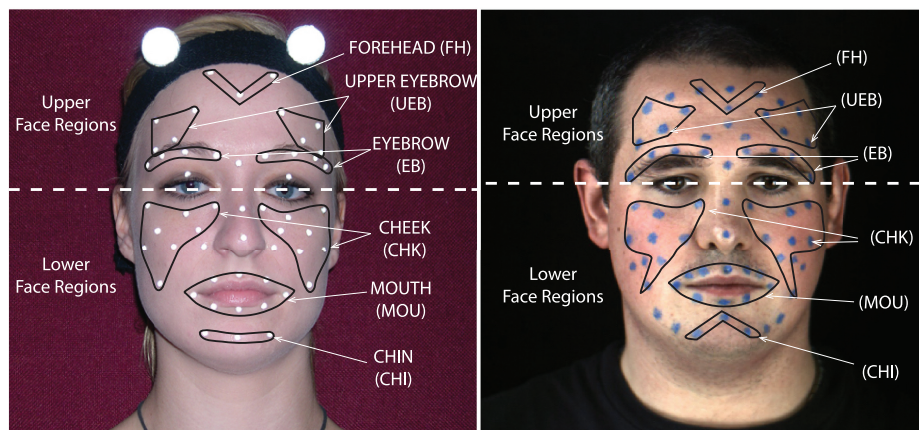 FOREHEAD (FH)
UPPER EYEBROW
(UEB)
Upper
Face Regions
EYEBROW
(EB)
CHEEK
(CHK)
Lower
Face Regions
MOUTH
(MOU)
CHIN
(CHI)
(FH)
(UEB)
Upper
Face Regions
(EB)
(CHK)
Lower
Face Regions
(MOU)
(CHI)